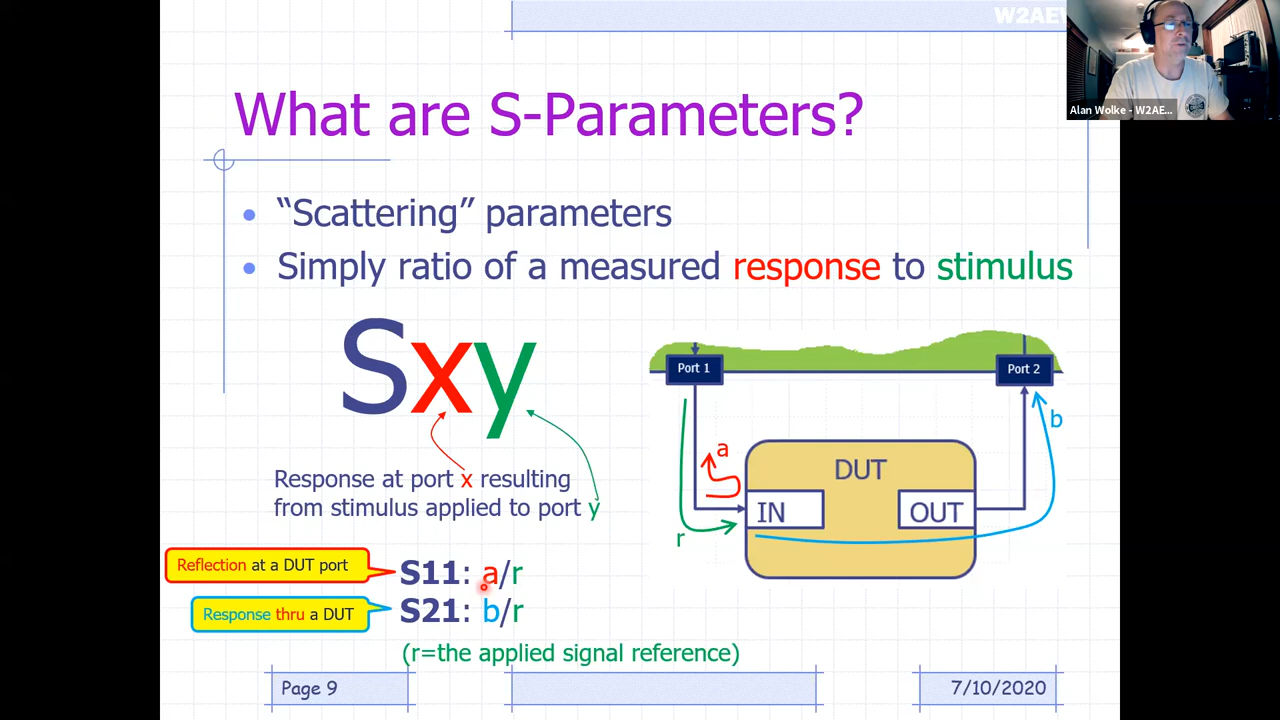 W2AEW
Alan Wolke - W2AE...
What are S-Parameters?
• “Scattering” parameters
• Simply ratio of a measured response to stimulus
Sxy
Response at port x resulting
from stimulus applied to port y
Port 1
Port 2
a
b
r
DUT
IN
OUT
Reflection at a DUT port
S11: a/r
Response thru a DUT
S21: b/r
(r=the applied signal reference)
Page 9
7/10/2020